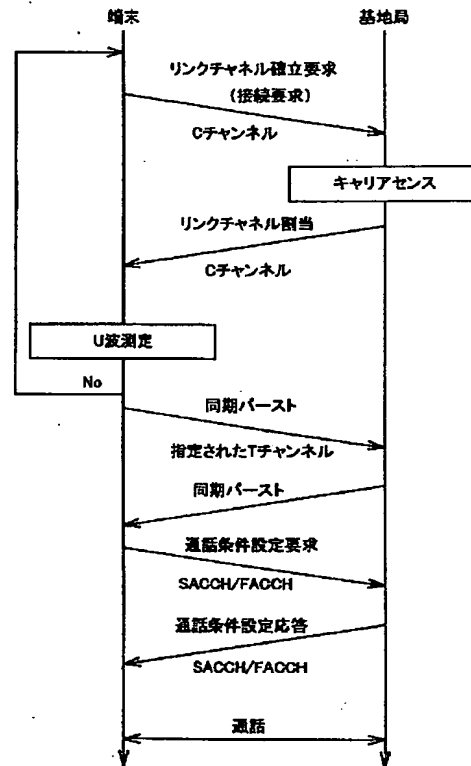 端末
基地局
リンクチャネル確立要求
(接続要求)
Cチャンネル
キャリアセンス
リンクチャネル割当
Cチャンネル
U波測定
No
同期バースト
指定されたTチャンネル
同期バースト
通話条件設定要求
SACCH/FACCH
通話条件設定応答
SACCH/FACCH
通話